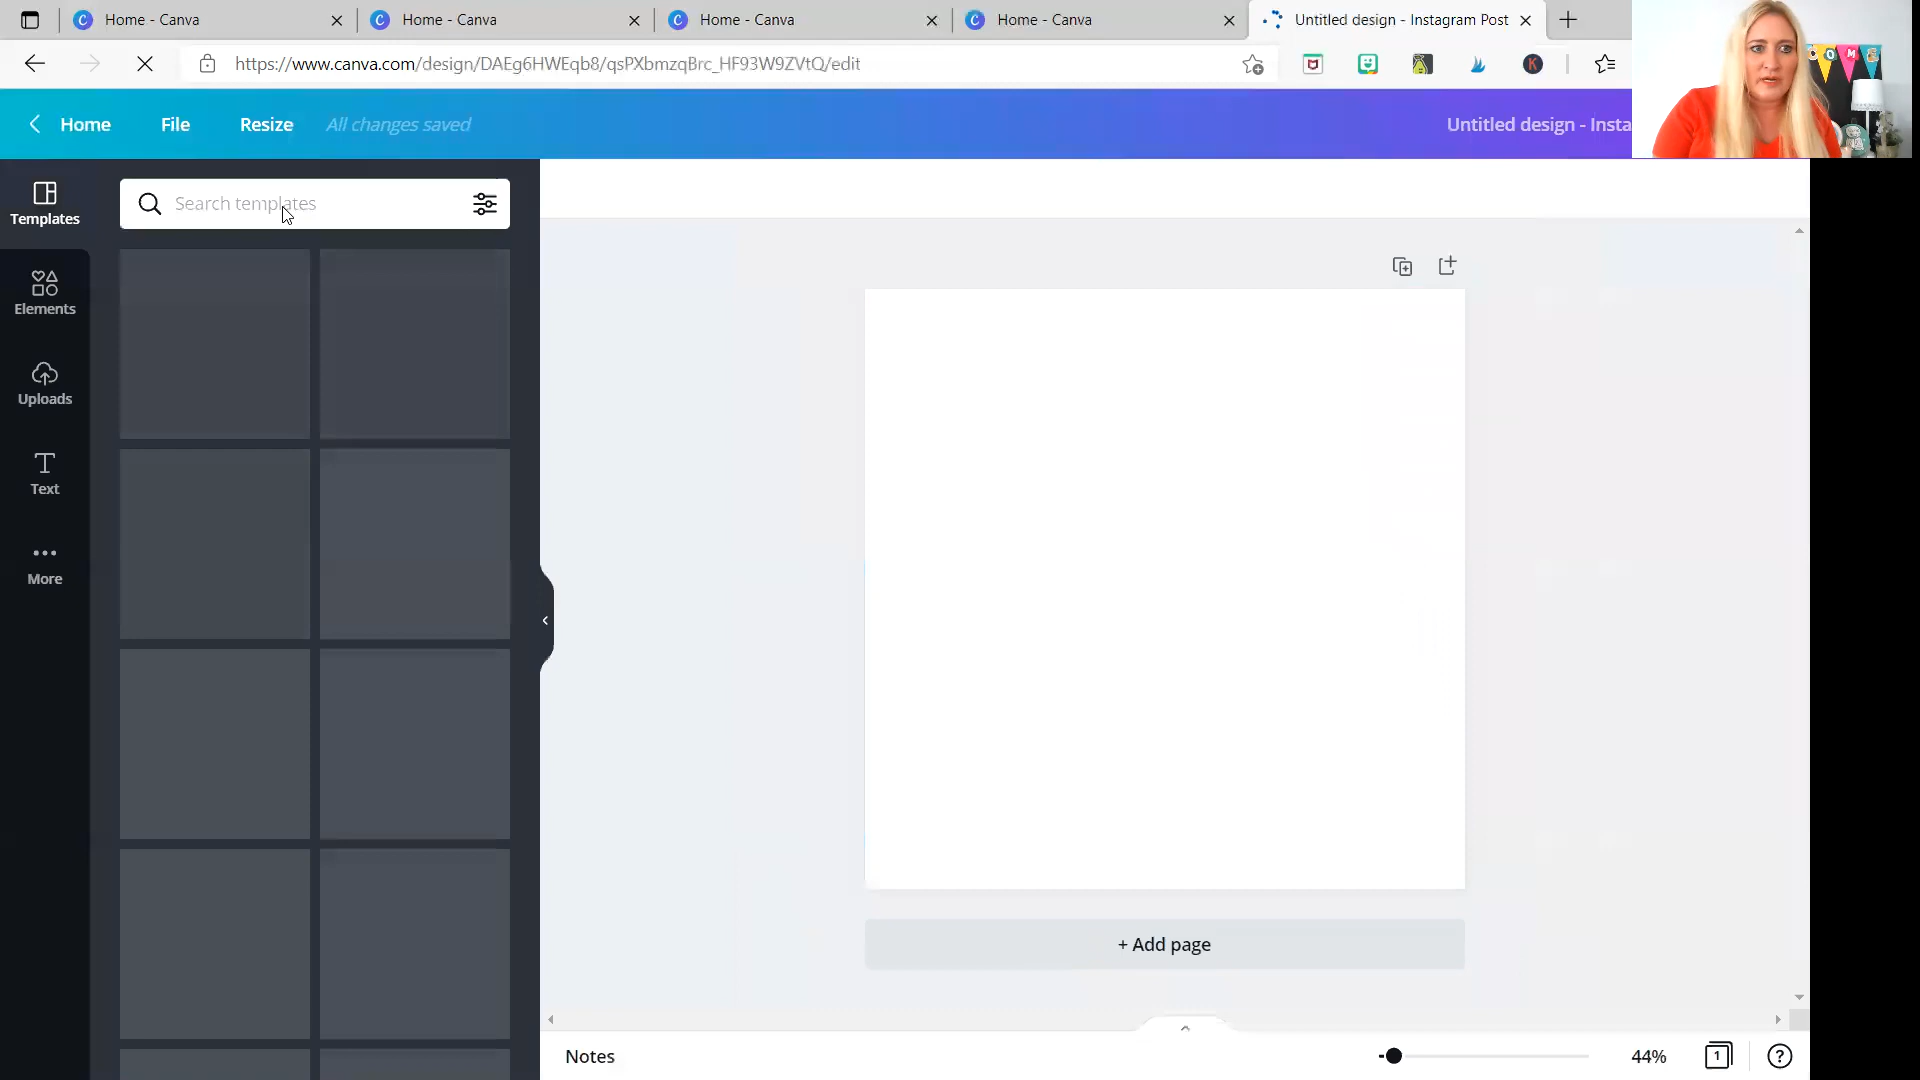 Home - Canva
Home - Canva
Home - Canva
Home - Canva
Untitled design - Instagram Post
https://www.canva.com/design/DAEg6HWEqb8/qsPXbmzqBrc_HF93W9ZVtQ/edit
Home
File
Resize
All changes saved
Untitled design - Insta
Templates
Search templates
Elements
Uploads
Text
More
+ Add page
Notes
44%
1
?